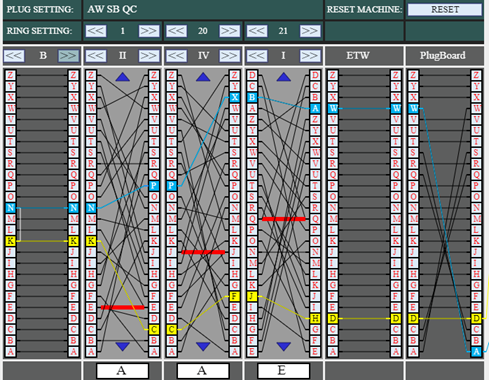 PLUG SETTING: AW SB QC RESET MACHINE: RESET
RING SETTING: << 1 >> << 20 >> << 21 >>
<< B >> << II >> << IV >> << I >> ETW PlugBoard
Z Z Z Z Z Z D D Z Z Z Z
Y Y Y Y Y Y C C Y Y Y Y
X X X X X X B B X X X X
W W W W W W A A W W W W
V V V V V V Z Z V V V V
U U U U U U Y Y U U U U
T T T T T T X X T T T T
S S S S S S W W S S S S
R R R R R R V V R R R R
Q Q Q Q Q Q U U Q Q Q Q
P P P P P P T T P P P P
O O O O O O S S O O O O
N N N N N N R R N N N N
M M M M M M Q Q M M M M
L L L L L L P P L L L L
K K K K K K O O K K K K
J J J J J J N N J J J J
I I I I I I M M I I I I
H H H H H H L L H H H H
G G G G G G K K G G G G
F F F F F F J J F F F F
E E E E E E I I E E E E
D D D D D D H H D D D D
C C C C C C G G C C C C
B B B B B B F F B B B B
A A A A A A E E A A A A
A A E